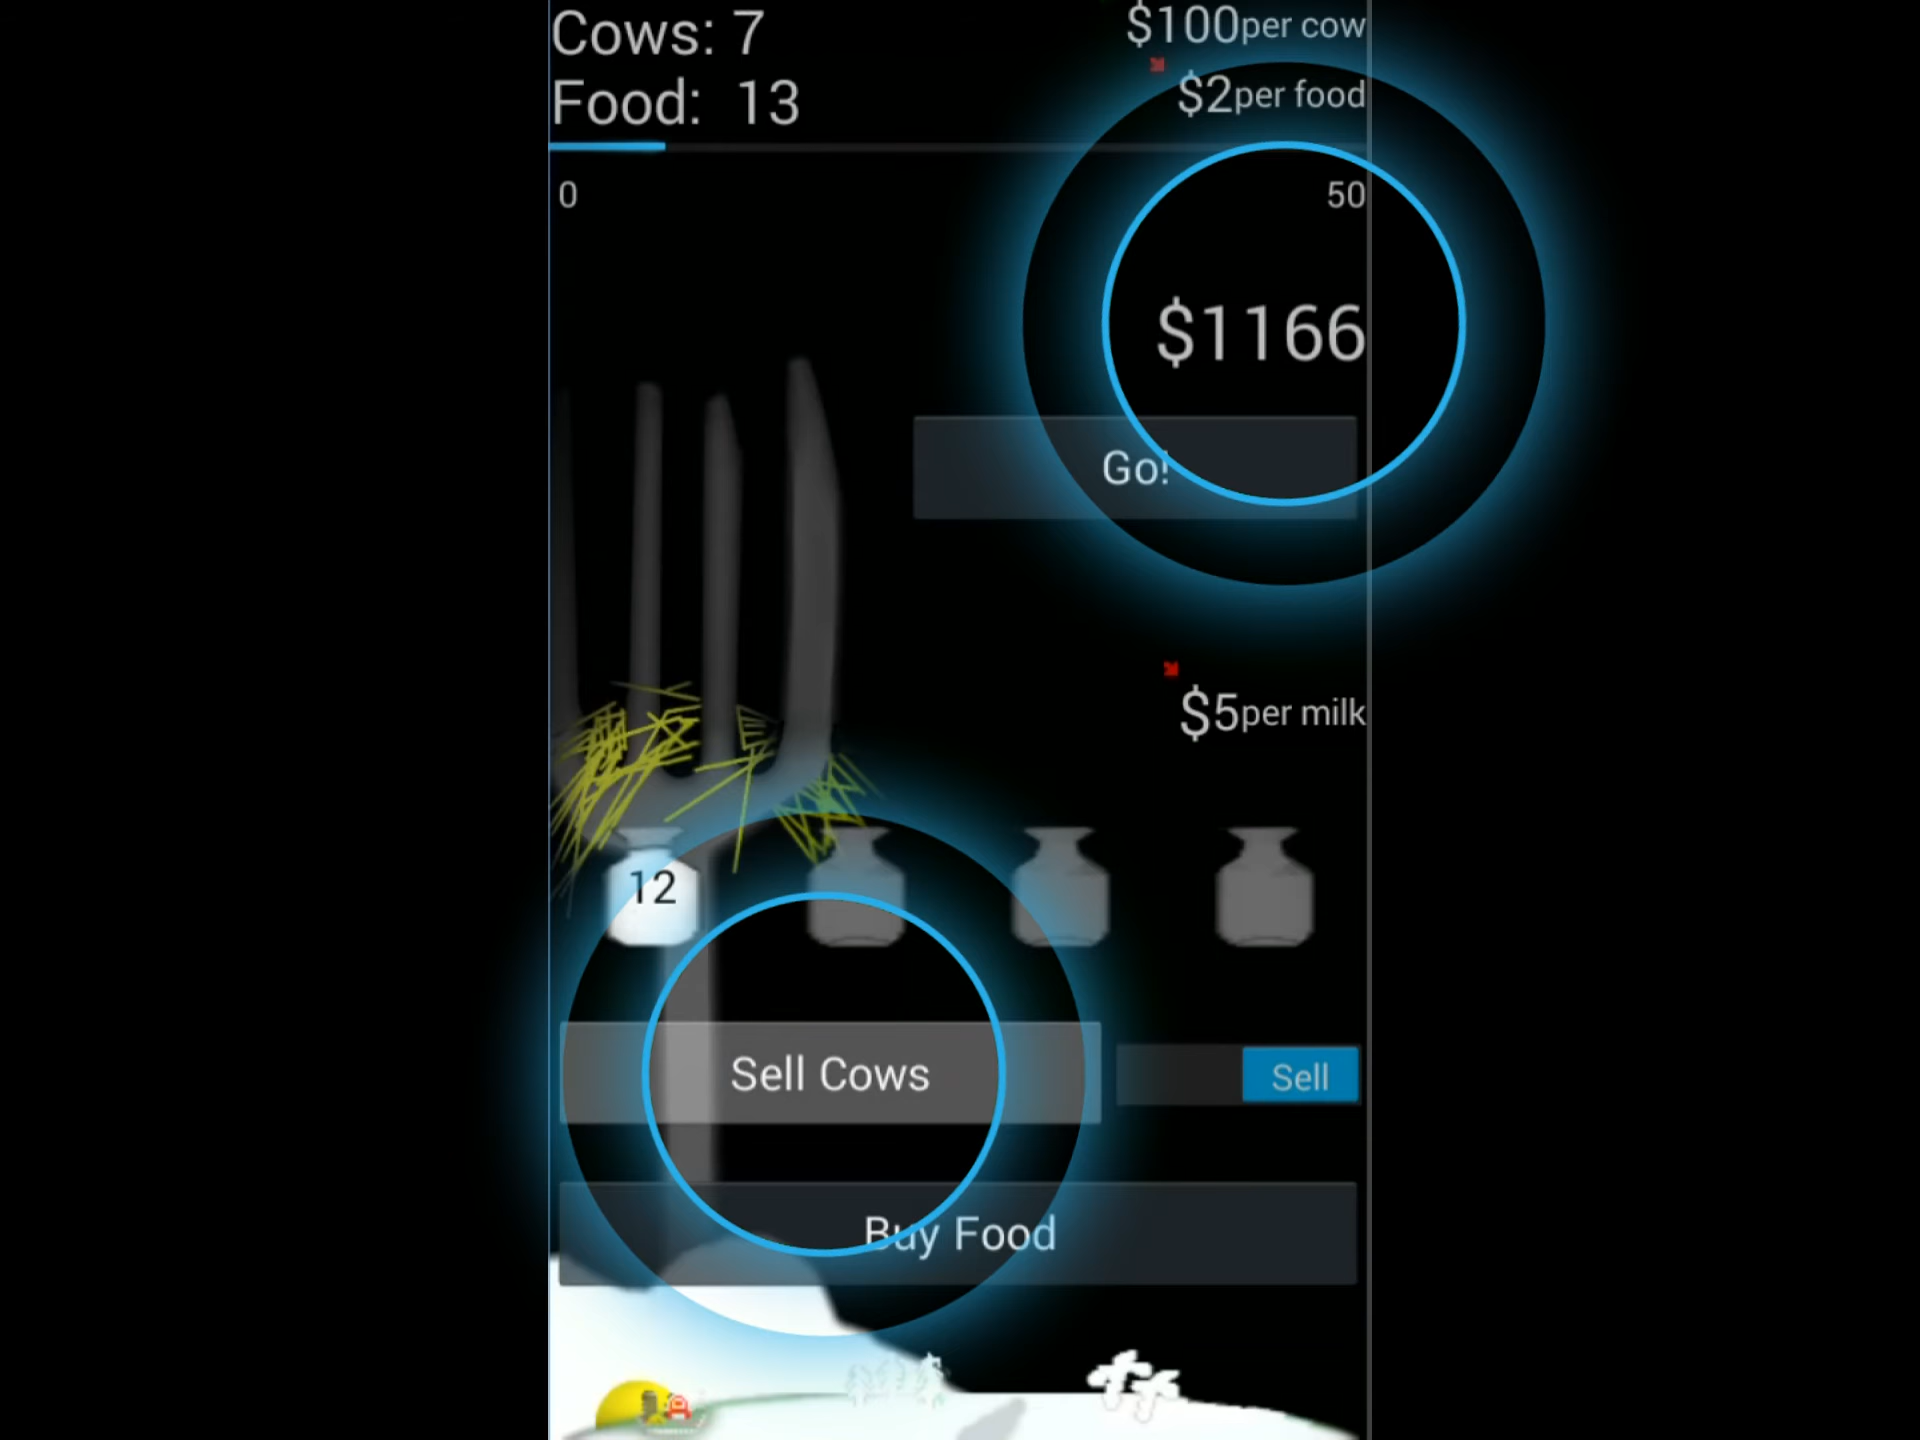 Cows: 7
$100per cow
Food: 13
$2per food
0
50
$1166
Go!
$5per milk
12
Sell Cows
Sell
Buy Food